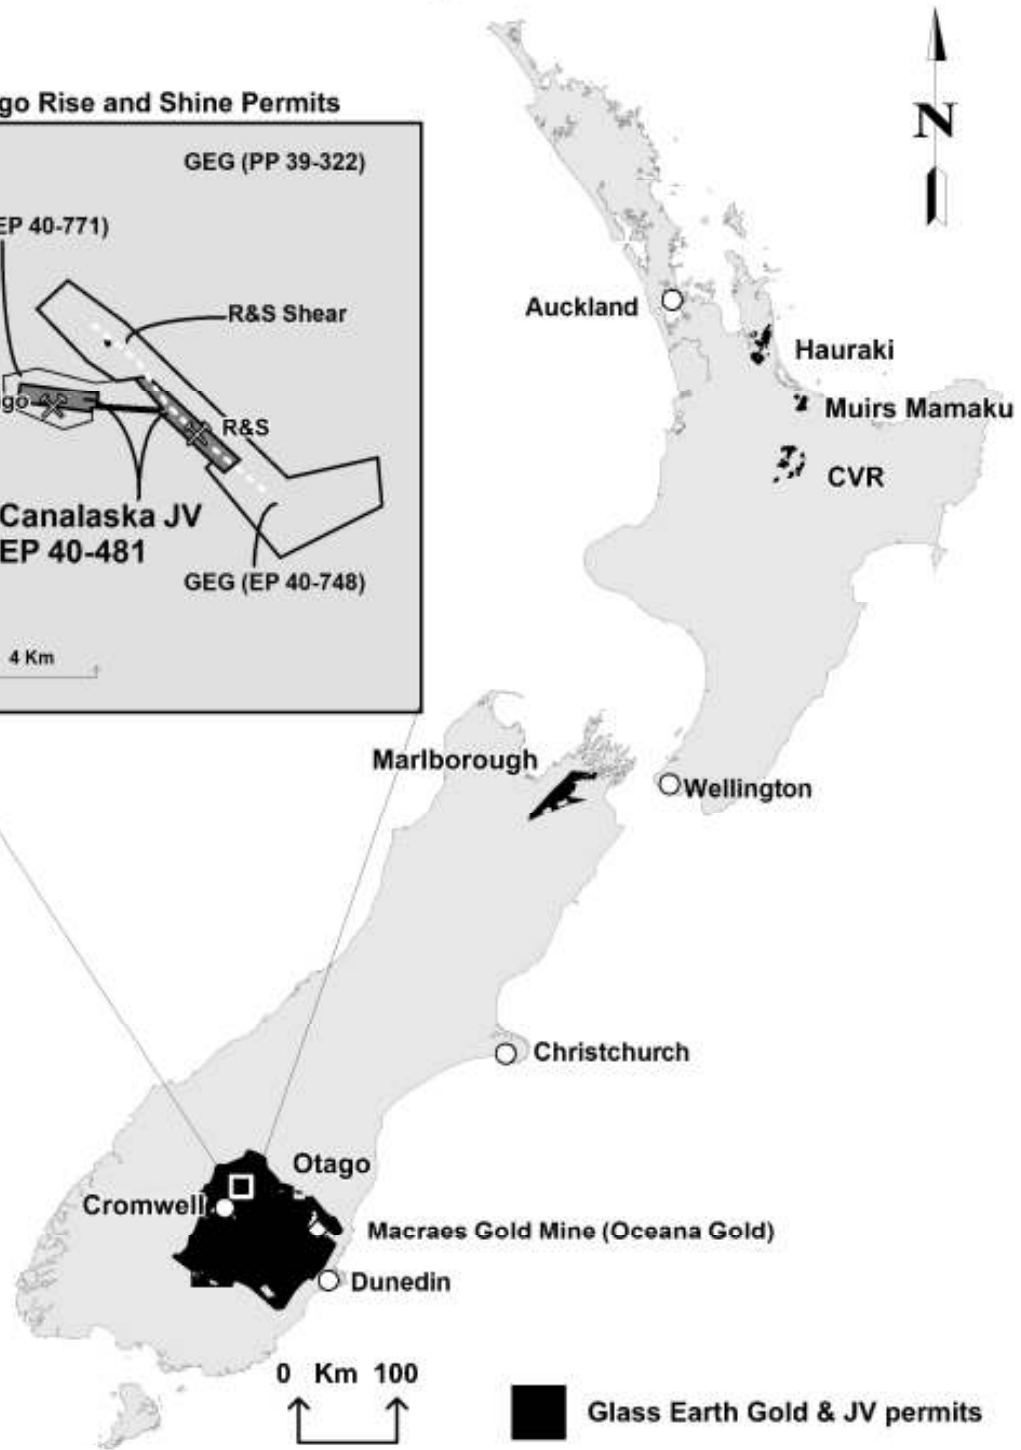 go Rise and Shine Permits
GEG (PP 39-322)
EP 40-771)
R&S Shear
go
R&S
Canalaska JV
EP 40-481
GEG (EP 40-748)
4 Km
N
Auckland
Hauraki
Muirs Mamaku
CVR
Marlborough
Wellington
Christchurch
Otago
Cromwell
Macraes Gold Mine (Oceana Gold)
Dunedin
0 Km 100
Glass Earth Gold & JV permits